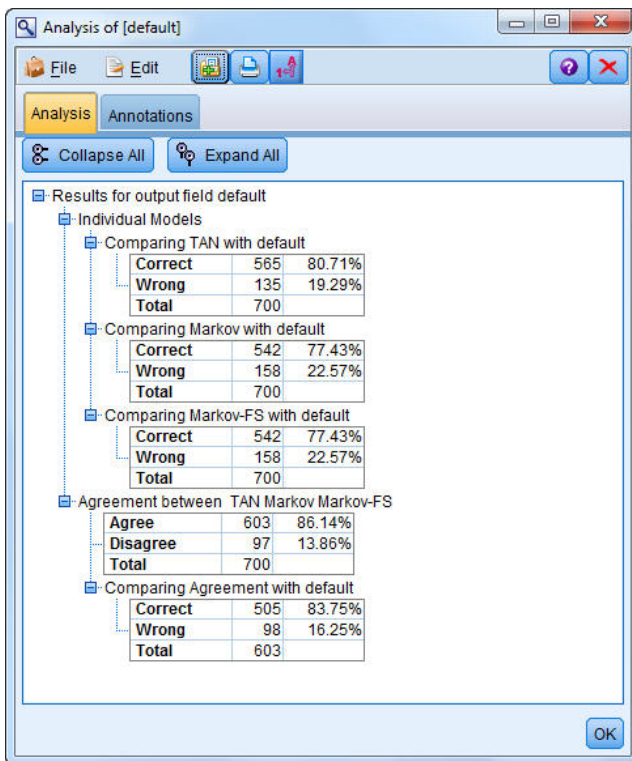 Analysis of [default]
File Edit
Analysis Annotations
Collapse All Expand All
Results for output field default
Individual Models
Comparing TAN with default
Correct 565 80.71%
Wrong 135 19.29%
Total 700
Comparing Markov with default
Correct 542 77.43%
Wrong 158 22.57%
Total 700
Comparing Markov-FS with default
Correct 542 77.43%
Wrong 158 22.57%
Total 700
Agreement between TAN Markov Markov-FS
Agree 603 86.14%
Disagree 97 13.86%
Total 700
Comparing Agreement with default
Correct 505 83.75%
Wrong 98 16.25%
Total 603
OK